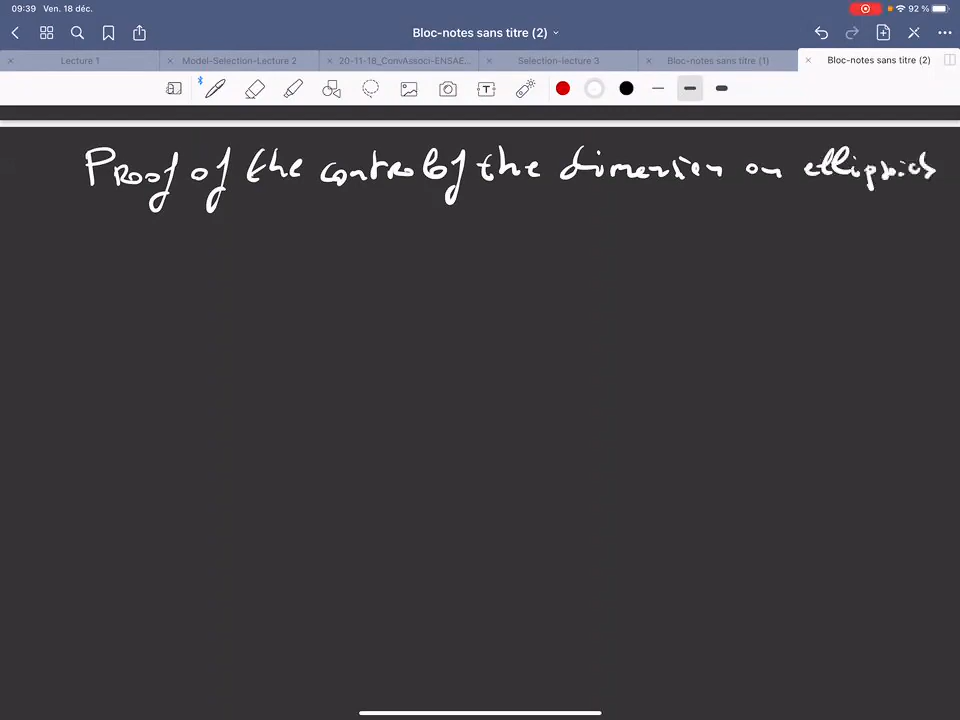 09:39 Ven. 18 déc.
92 %
Bloc-notes sans titre (2)
Lecture 1
Model-Selection-Lecture 2
20-11-18_ConvAssoci-ENSAE...
Selection-lecture 3
Bloc-notes sans titre (1)
Bloc-notes sans titre (2)
T
Proof of the control of the dimension on ellipsoids